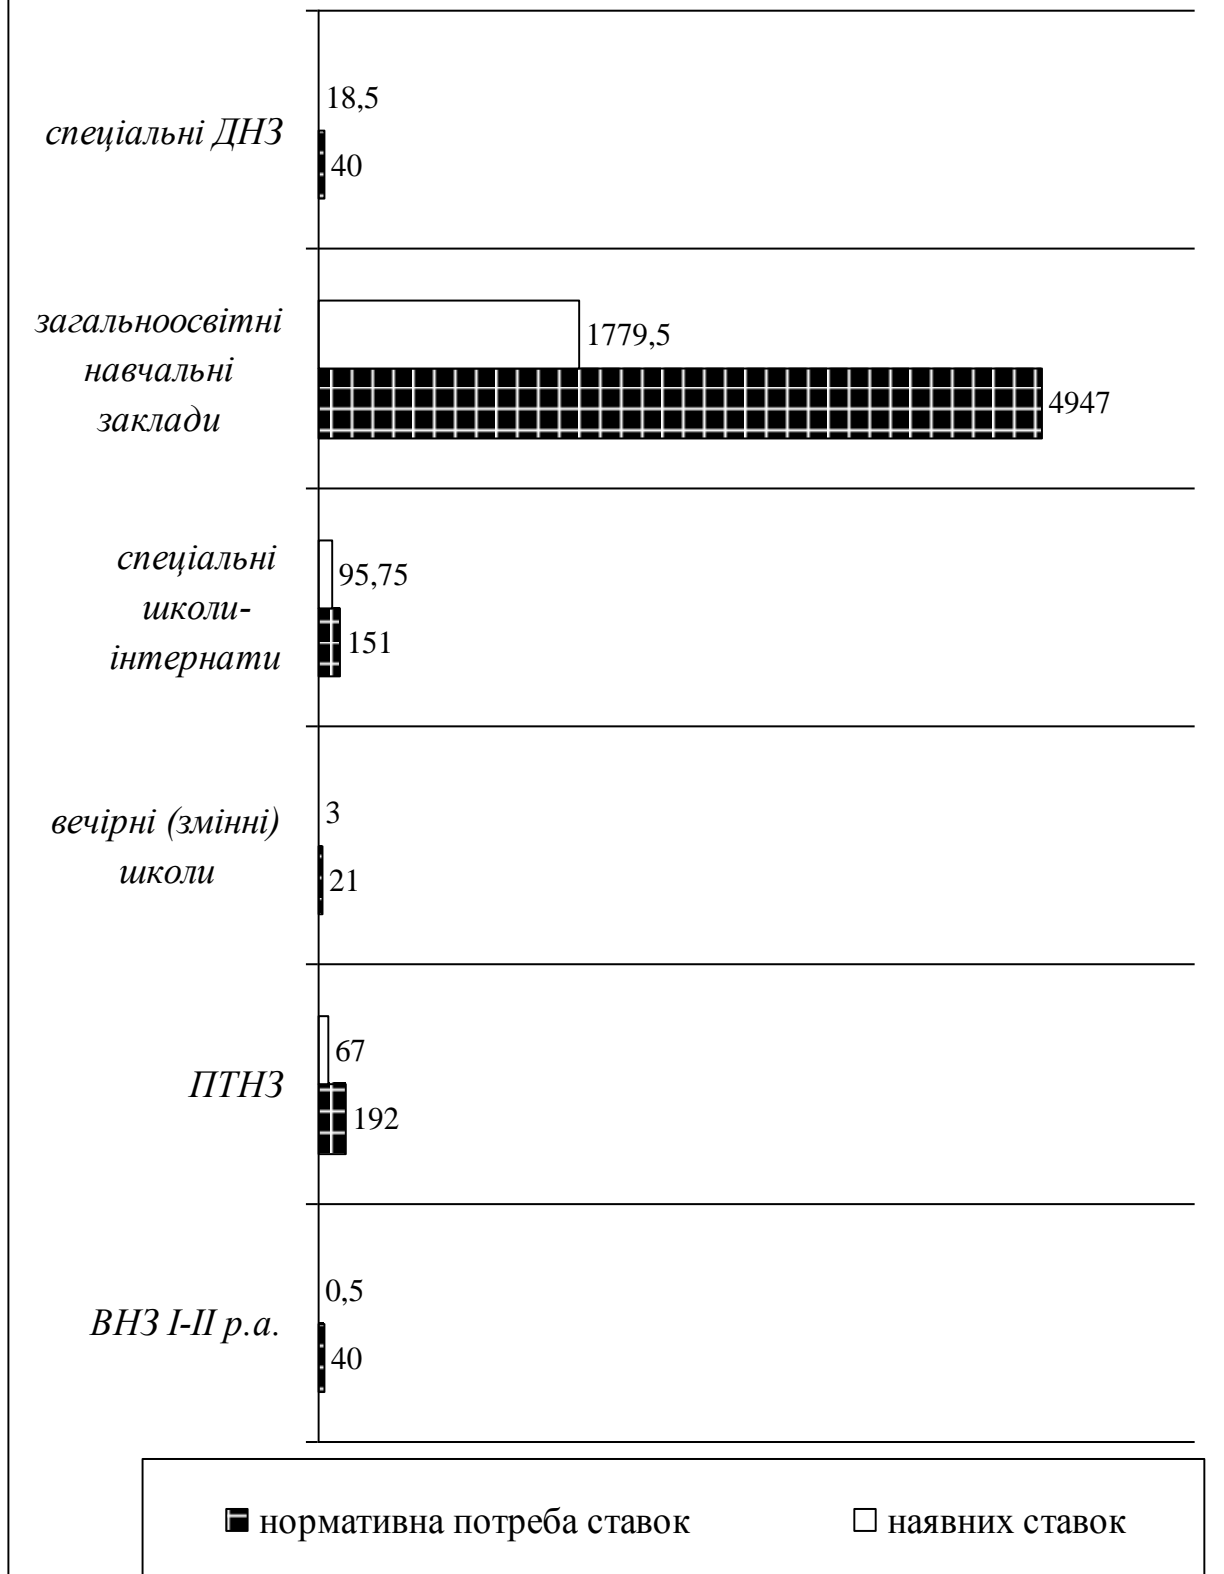 18,5
спеціальні ДНЗ
40
загальноосвітні
навчальні
заклади
1779,5
4947
спеціальні
школи-
інтернати
95,75
151
вечірні (змінні)
школи
3
21
ПТНЗ
67
192
ВНЗ І-ІІ р.а.
0,5
40
нормативна потреба ставок
наявних ставок